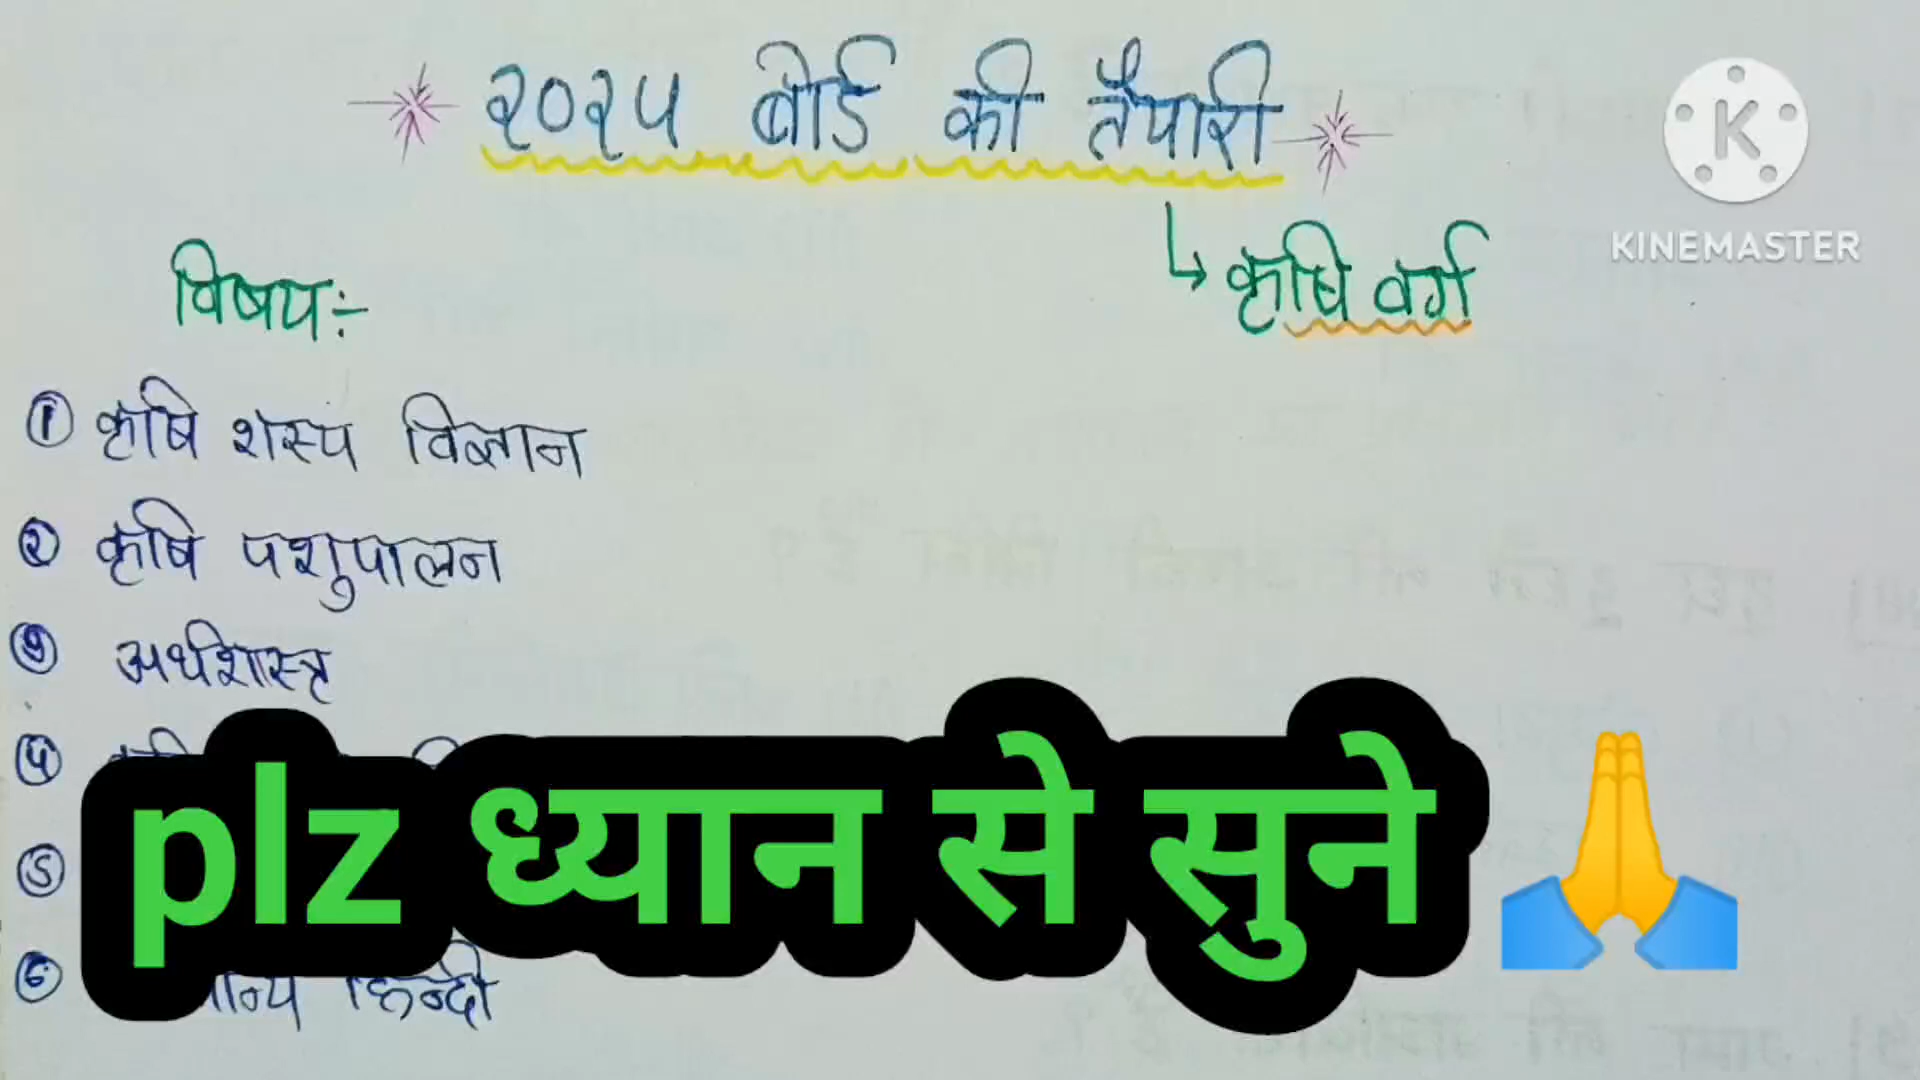 २०२५ बोर्ड की तैयारी
K
KINEMASTER
↳ कृषि वर्ग
विषय:-
① कृषि शस्य विज्ञान
② कृषि पशुपालन
③ अर्थशास्त्र
④
plz ध्यान से सुने 🙏
⑤
⑥ हिन्दी